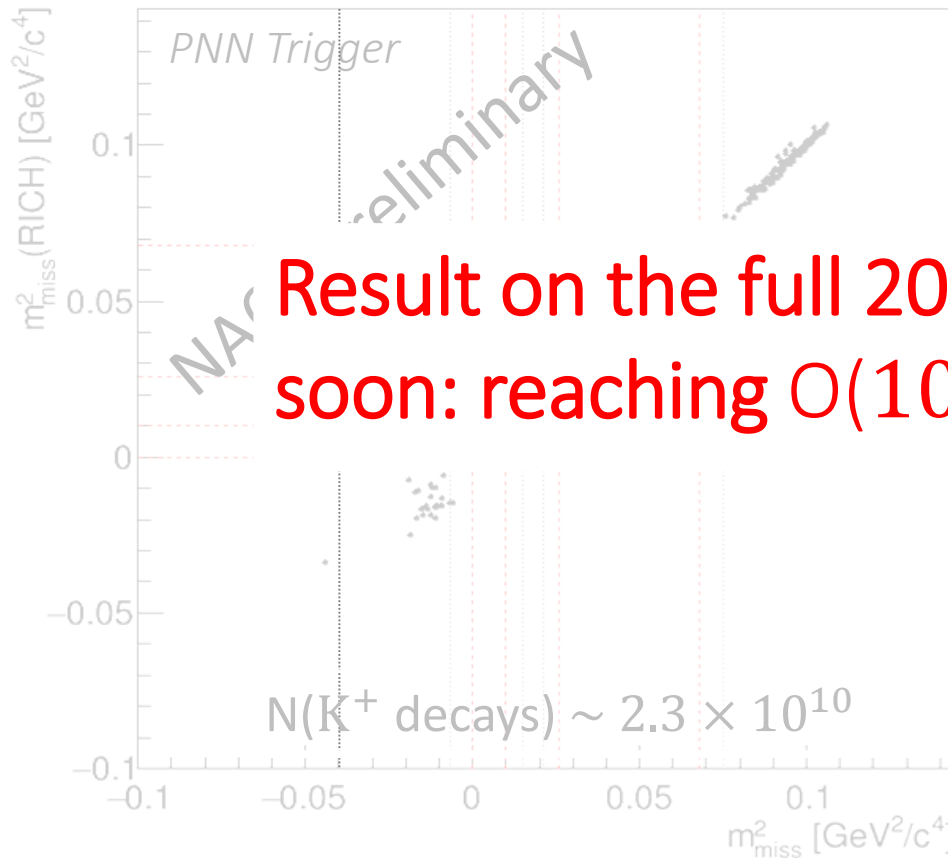 PNN Trigger
m²miss(RICH) [GeV²/c⁴]
0.1
0.05
0
−0.05
−0.1
reliminary
NA
Result on the full 20
soon: reaching O(10
N(K⁺ decays) ~ 2.3 × 10¹⁰
−0.1 −0.05 0 0.05 0.1
m²miss [GeV²/c⁴